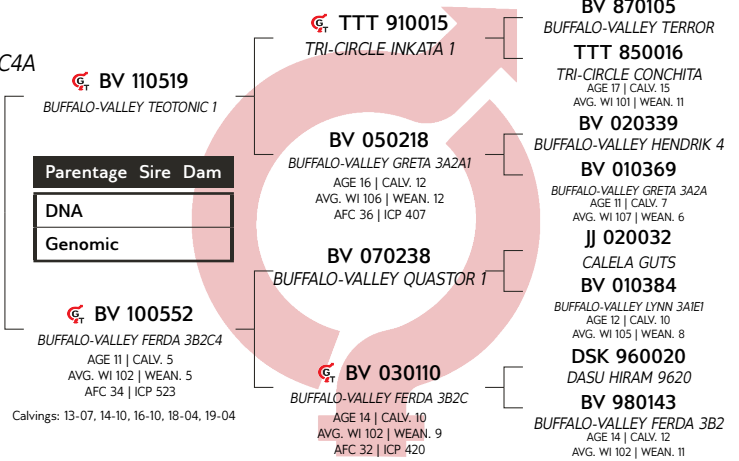 C4A
GT BV 110519
BUFFALO-VALLEY TEOTONIC 1
Parentage Sire Dam
DNA
Genomic
GT BV 100552
BUFFALO-VALLEY FERDA 3B2C4
AGE 11 | CALV. 5
AVG. WI 102 | WEAN. 5
AFC 34 | ICP 523
Calvings: 13-07, 14-10, 16-10, 18-04, 19-04
GT TTT 910015
TRI-CIRCLE INKATA 1
BV 050218
BUFFALO-VALLEY GRETA 3A2A1
AGE 16 | CALV. 12
AVG. WI 106 | WEAN. 12
AFC 36 | ICP 407
BV 070238
BUFFALO-VALLEY QUASTOR 1
GT BV 030110
BUFFALO-VALLEY FERDA 3B2C
AGE 14 | CALV. 10
AVG. WI 102 | WEAN. 9
AFC 32 | ICP 420
BV 870105
BUFFALO-VALLEY TERROR
TTT 850016
TRI-CIRCLE CONCHITA
AGE 17 | CALV. 15
AVG. WI 101 | WEAN. 11
BV 020339
BUFFALO-VALLEY HENDRIK 4
BV 010369
BUFFALO-VALLEY GRETA 3A2A
AGE 11 | CALV. 7
AVG. WI 107 | WEAN. 6
JJ 020032
CALELA GUTS
BV 010384
BUFFALO-VALLEY LYNN 3A1E1
AGE 12 | CALV. 10
AVG. WI 105 | WEAN. 8
DSK 960020
DASU HIRAM 9620
BV 980143
BUFFALO-VALLEY FERDA 3B2
AGE 14 | CALV. 12
AVG. WI 102 | WEAN. 11